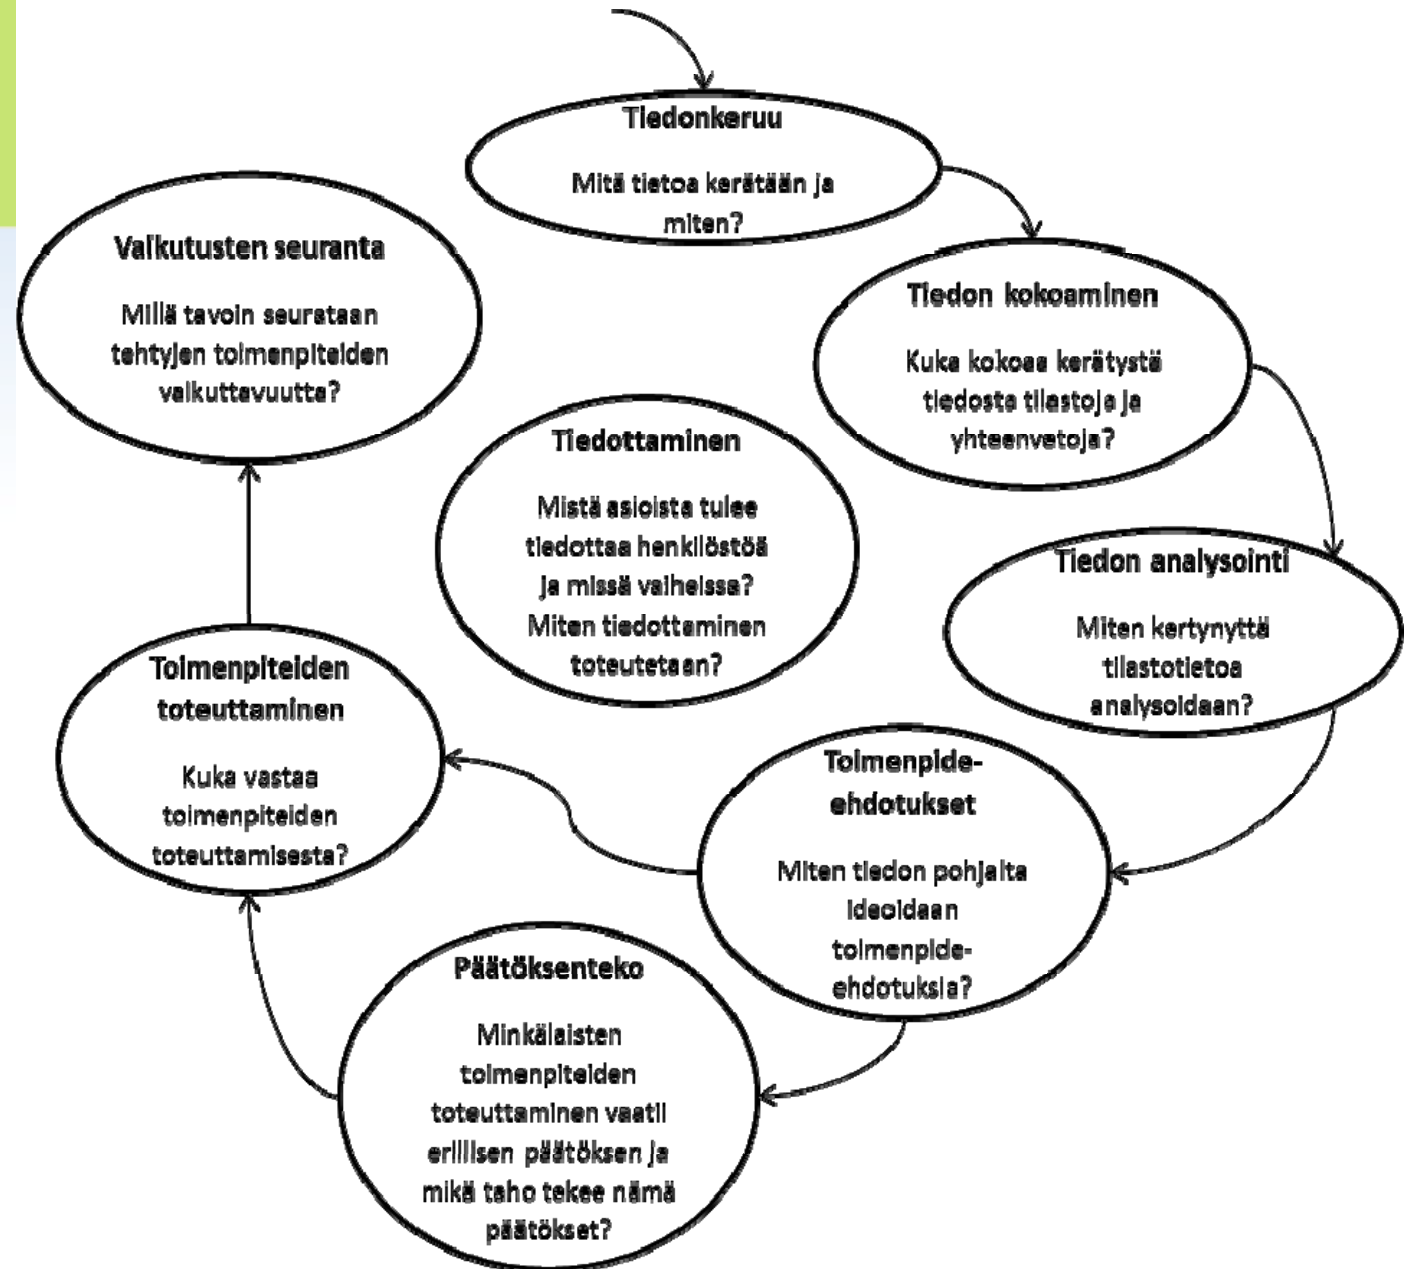 Tiedonkeruu
Mitä tietoa kerätään ja
miten?
Tiedon kokoaminen
Kuka kokoaa kerätystä
tiedosta tilastoja ja
yhteenvetoja?
Tiedon analysointi
Miten kertynyttä
tilastotietoa
analysoidaan?
Toimenpide-
ehdotukset
Miten tiedon pohjalta
ideoidaan
toimenpide-
ehdotuksia?
Päätöksenteko
Minkälaisten
toimenpiteiden
toteuttaminen vaatii
erillisen päätöksen ja
mikä taho tekee nämä
päätökset?
Toimenpiteiden
toteuttaminen
Kuka vastaa
toimenpiteiden
toteuttamisesta?
Vaikutusten seuranta
Millä tavoin seurataan
tehtyjen toimenpiteiden
vaikuttavuutta?
Tiedottaminen
Mistä asioista tulee
tiedottaa henkilöstöä
ja missä vaiheissa?
Miten tiedottaminen
toteutetaan?